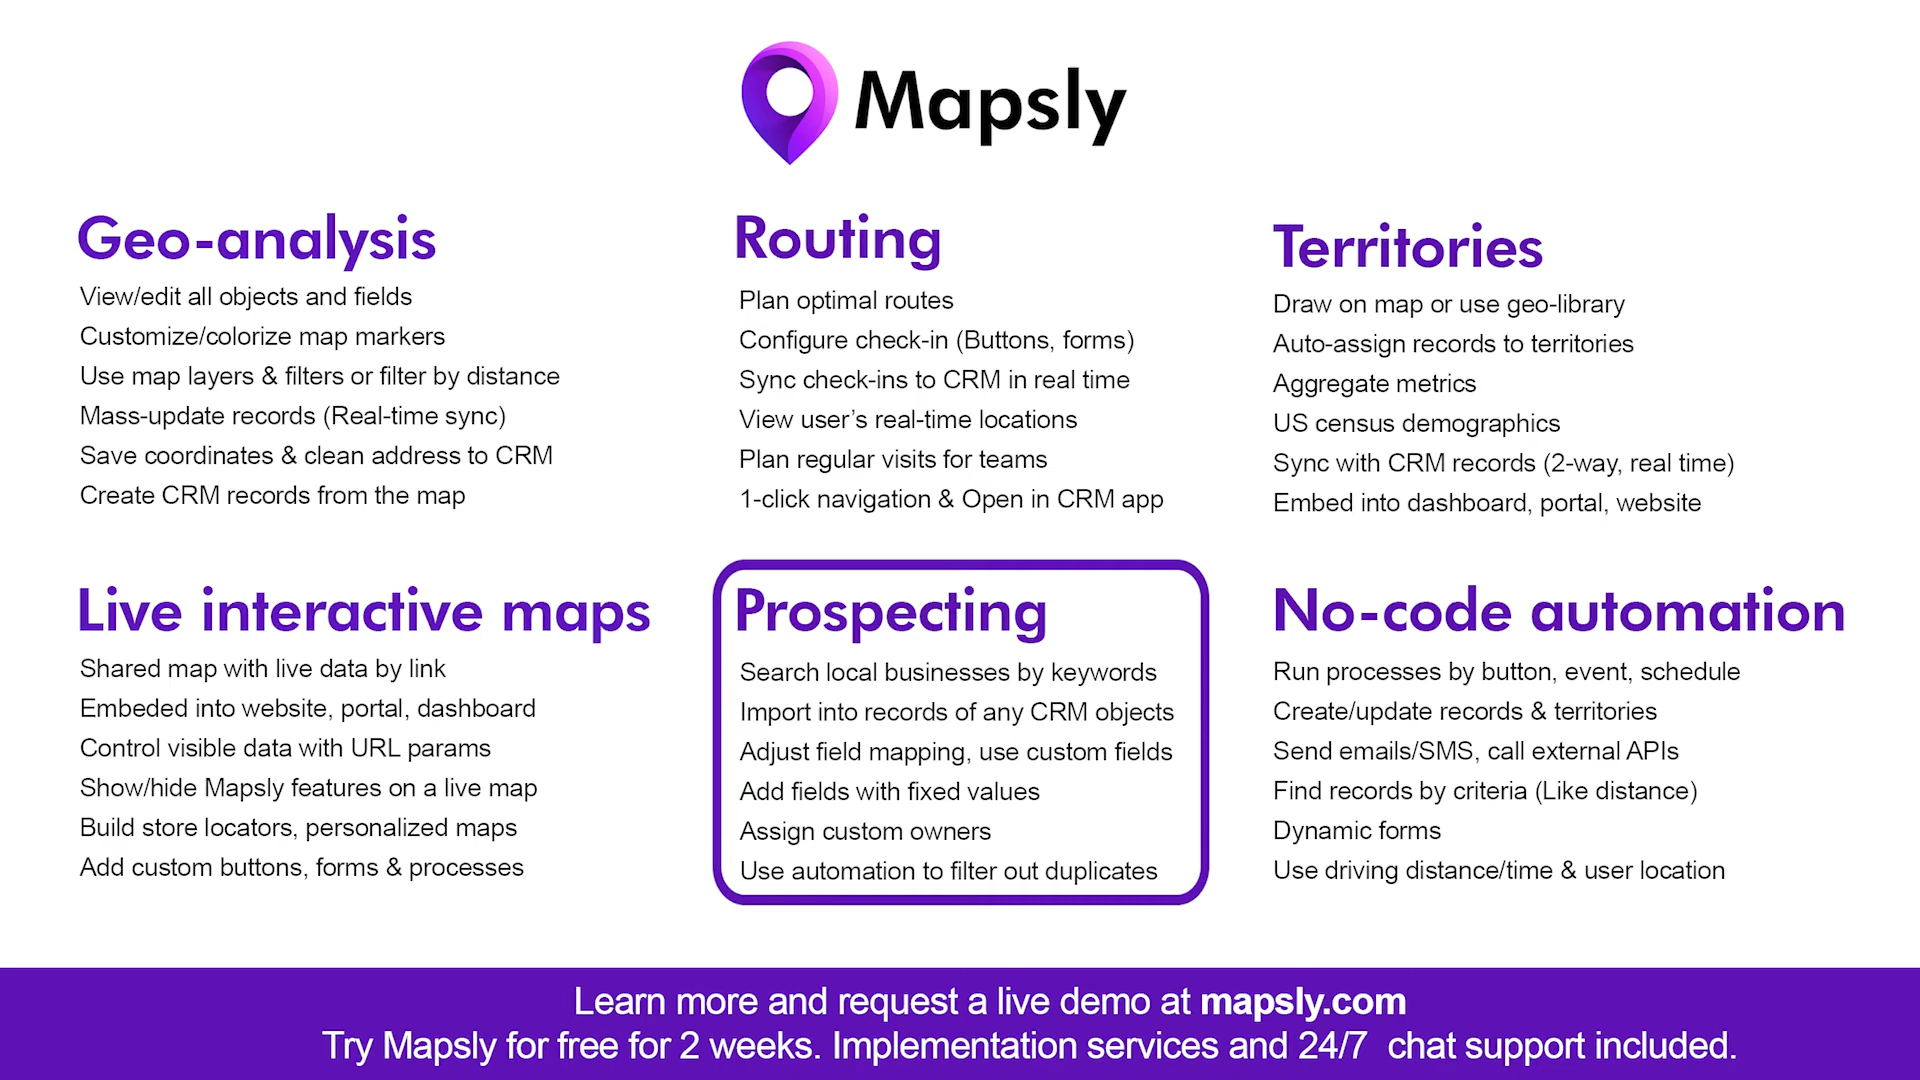 Mapsly
Geo-analysis
View/edit all objects and fields
Customize/colorize map markers
Use map layers & filters or filter by distance
Mass-update records (Real-time sync)
Save coordinates & clean address to CRM
Create CRM records from the map
Routing
Plan optimal routes
Configure check-in (Buttons, forms)
Sync check-ins to CRM in real time
View user’s real-time locations
Plan regular visits for teams
1-click navigation & Open in CRM app
Territories
Draw on map or use geo-library
Auto-assign records to territories
Aggregate metrics
US census demographics
Sync with CRM records (2-way, real time)
Embed into dashboard, portal, website
Live interactive maps
Shared map with live data by link
Embeded into website, portal, dashboard
Control visible data with URL params
Show/hide Mapsly features on a live map
Build store locators, personalized maps
Add custom buttons, forms & processes
Prospecting
Search local businesses by keywords
Import into records of any CRM objects
Adjust field mapping, use custom fields
Add fields with fixed values
Assign custom owners
Use automation to filter out duplicates
No-code automation
Run processes by button, event, schedule
Create/update records & territories
Send emails/SMS, call external APIs
Find records by criteria (Like distance)
Dynamic forms
Use driving distance/time & user location
Learn more and request a live demo at mapsly.com
Try Mapsly for free for 2 weeks. Implementation services and 24/7 chat support included.